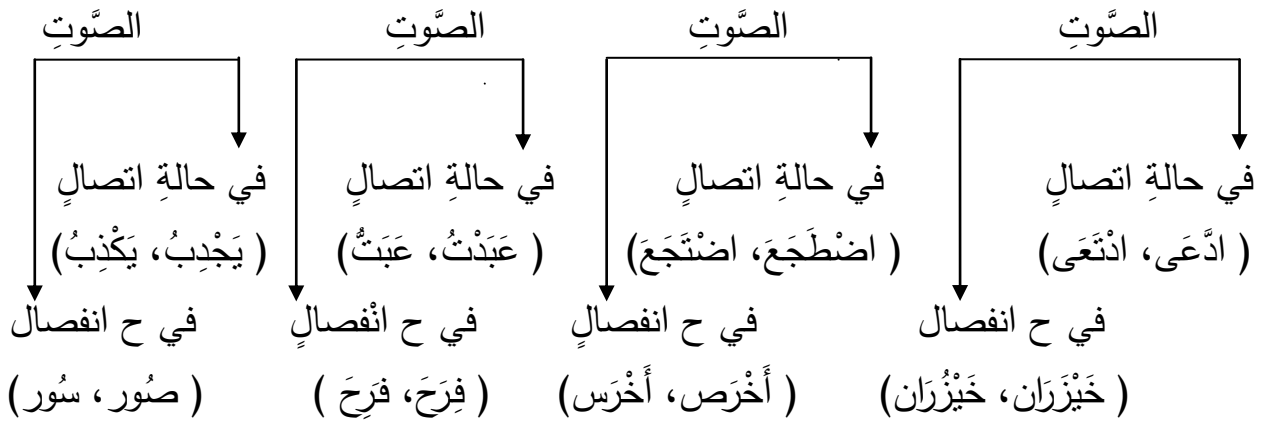 الصَّوتِ الصَّوتِ الصَّوتِ الصَّوتِ
في حالةِ اتصالٍ في حالةِ اتصالٍ في حالةِ اتصالٍ في حالةِ اتصالٍ
( ادَّعَى، ادْتَعَى) ( اضْطَجَعَ، اضْتَجَعَ) ( عَبَدْتُ، عَبَتُّ) ( يَجْدِبُ، يَكْذِبُ)
في ح انفصال في ح انفصالٍ في ح انْفصالٍ في ح انفصال
( خَيْزَرَان، خَيْزُرَان) ( أَخْرَص، أَخْرَس) ( فِرَحَ، فَرِحَ ) ( صُور، سُور)